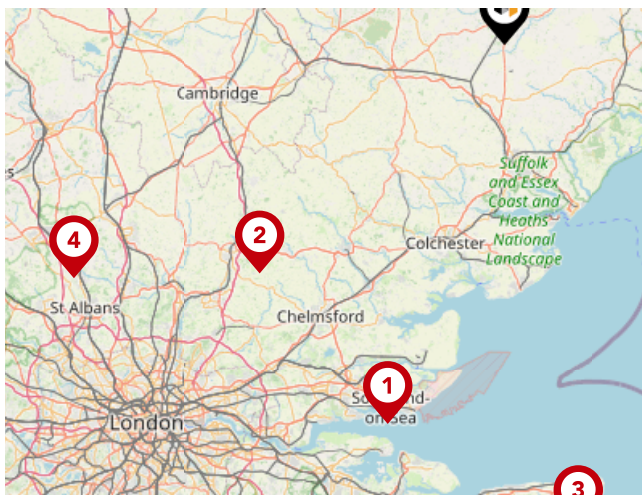 Cambridge
Suffolk
and Essex
Coast and
Heaths
National
Landscape
4
2
Colchester
St Albans
Chelmsford
1
on-Sea
London
3